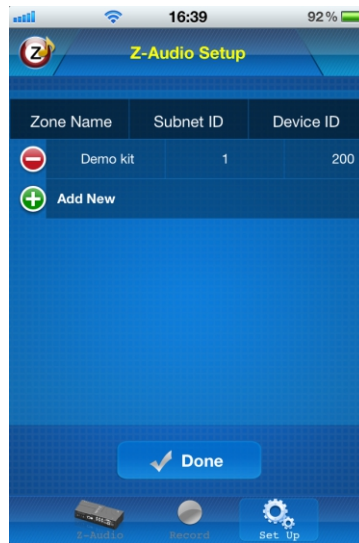 16:39 92%
Z
Z-Audio Setup
Zone Name Subnet ID Device ID
Demo kit 1 200
Add New
Done
Z-Audio Record Set Up